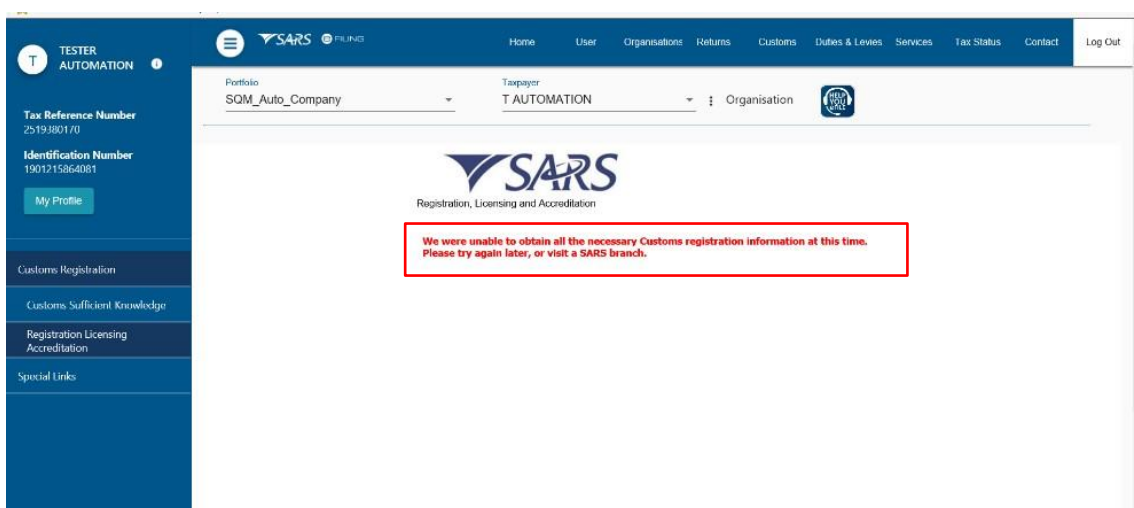 T
TESTER
AUTOMATION
Tax Reference Number
2519380170
Identification Number
1901215864081
My Profile
Customs Registration
Customs Sufficient Knowledge
Registration Licensing
Accreditation
Special Links
SARS eFILING
Home User Organisations Returns Customs Duties & Levies Services Tax Status Contact Log Out
Portfolio
SQM_Auto_Company
Taxpayer
T AUTOMATION
Organisation
HELP
YOU
SARS
Registration, Licensing and Accreditation
We were unable to obtain all the necessary Customs registration information at this time.
Please try again later, or visit a SARS branch.